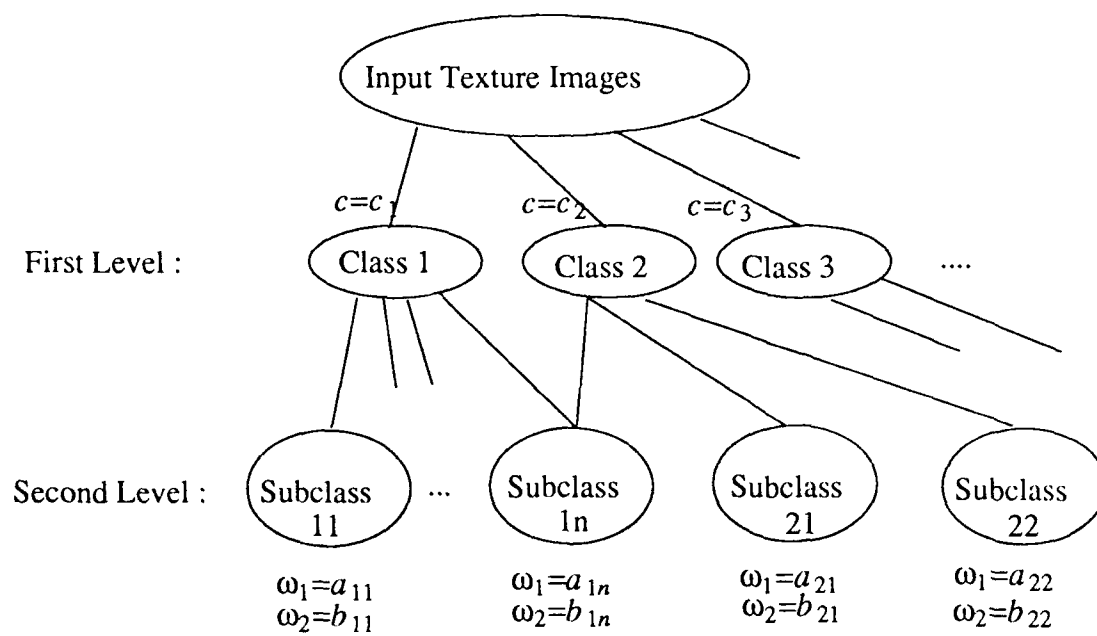 Input Texture Images
c=c1 c=c2 c=c3
First Level : Class 1 Class 2 Class 3 ....
Second Level : Subclass 11 ... Subclass 1n Subclass 21 Subclass 22
ω1=a11 ω1=a1n ω1=a21 ω1=a22
ω2=b11 ω2=b1n ω2=b21 ω2=b22